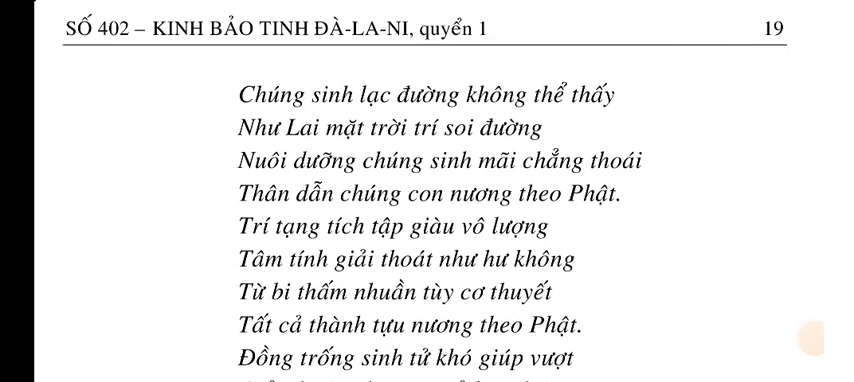 SỐ 402 – KINH BẢO TINH ĐÀ-LA-NI, quyển 1 19
Chúng sinh lạc đường không thể thấy
Như Lai mặt trời trí soi đường
Nuôi dưỡng chúng sinh mãi chẳng thoái
Thân dẫn chúng con nương theo Phật.
Trí tạng tích tập giàu vô lượng
Tâm tính giải thoát như hư không
Từ bi thấm nhuần tùy cơ thuyết
Tất cả thành tựu nương theo Phật.
Đồng trống sinh tử khó giúp vượt